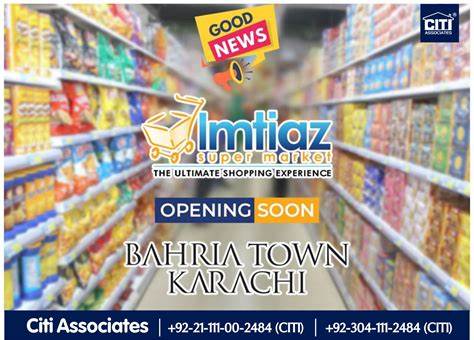 GOOD
NEWS
CITI
ASSOCIATES
Imtiaz
super market
THE ULTIMATE SHOPPING EXPERIENCE
OPENING SOON
BAHRIA TOWN
KARACHI
Citi Associates | +92-21-111-00-2484 (CITI) | +92-304-111-2484 (CITI)